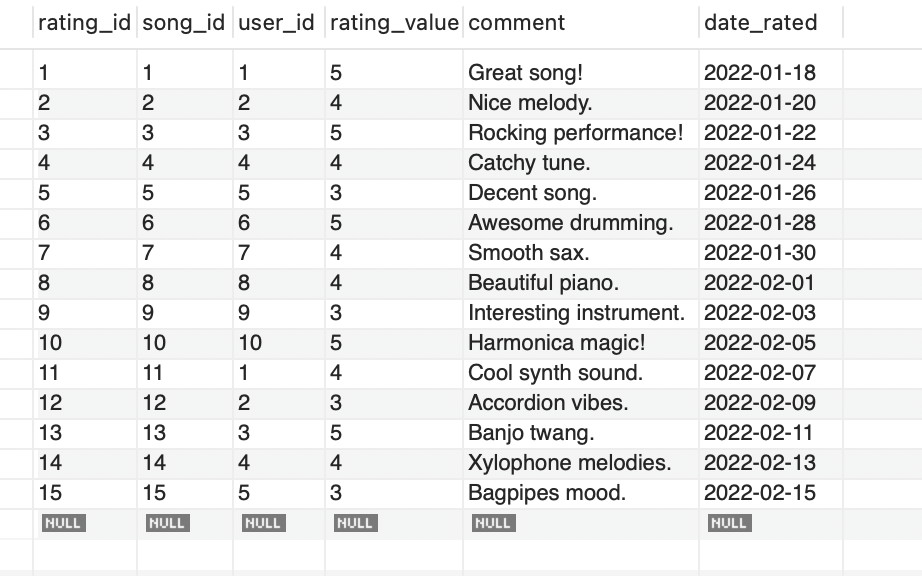 rating_id song_id user_id rating_value comment date_rated
1 1 1 5 Great song! 2022-01-18
2 2 2 4 Nice melody. 2022-01-20
3 3 3 5 Rocking performance! 2022-01-22
4 4 4 4 Catchy tune. 2022-01-24
5 5 5 3 Decent song. 2022-01-26
6 6 6 5 Awesome drumming. 2022-01-28
7 7 7 4 Smooth sax. 2022-01-30
8 8 8 4 Beautiful piano. 2022-02-01
9 9 9 3 Interesting instrument. 2022-02-03
10 10 10 5 Harmonica magic! 2022-02-05
11 11 1 4 Cool synth sound. 2022-02-07
12 12 2 3 Accordion vibes. 2022-02-09
13 13 3 5 Banjo twang. 2022-02-11
14 14 4 4 Xylophone melodies. 2022-02-13
15 15 5 3 Bagpipes mood. 2022-02-15
NULL NULL NULL NULL NULL NULL